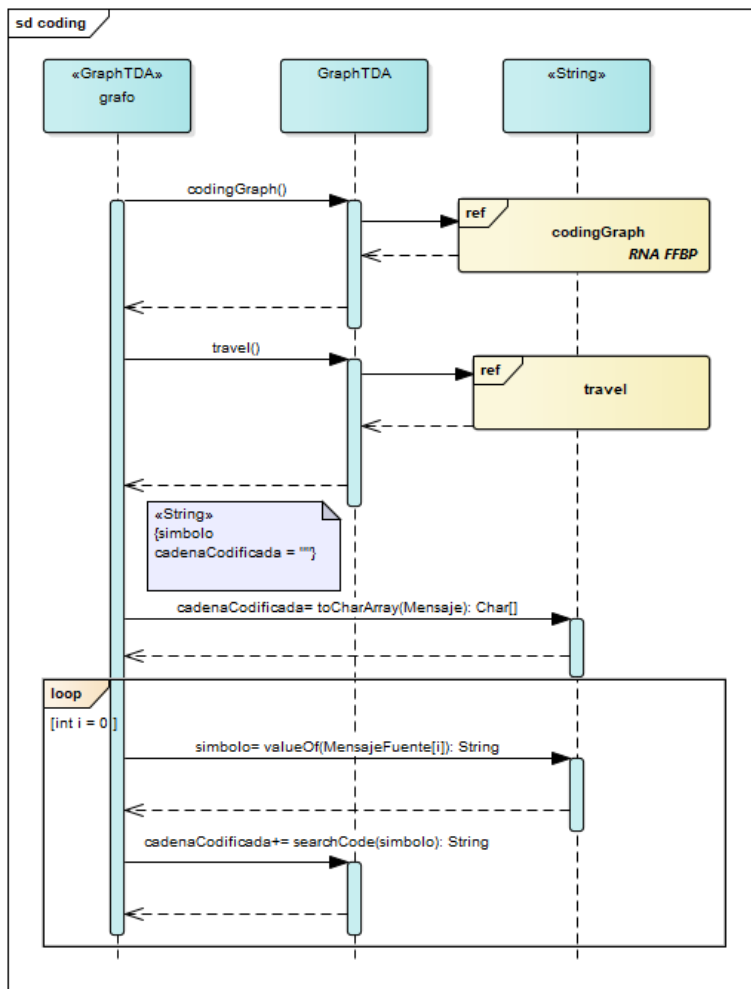 sd coding
«GraphTDA»
grafo
GraphTDA
«String»
codingGraph()
ref
codingGraph
RNA FFBP
travel()
ref
travel
«String»
{simbolo
cadenaCodificada = ""}
cadenaCodificada= toCharArray(Mensaje): Char[]
loop
[int i = 0 ]
simbolo= valueOf(MensajeFuente[i]): String
cadenaCodificada+= searchCode(simbolo): String